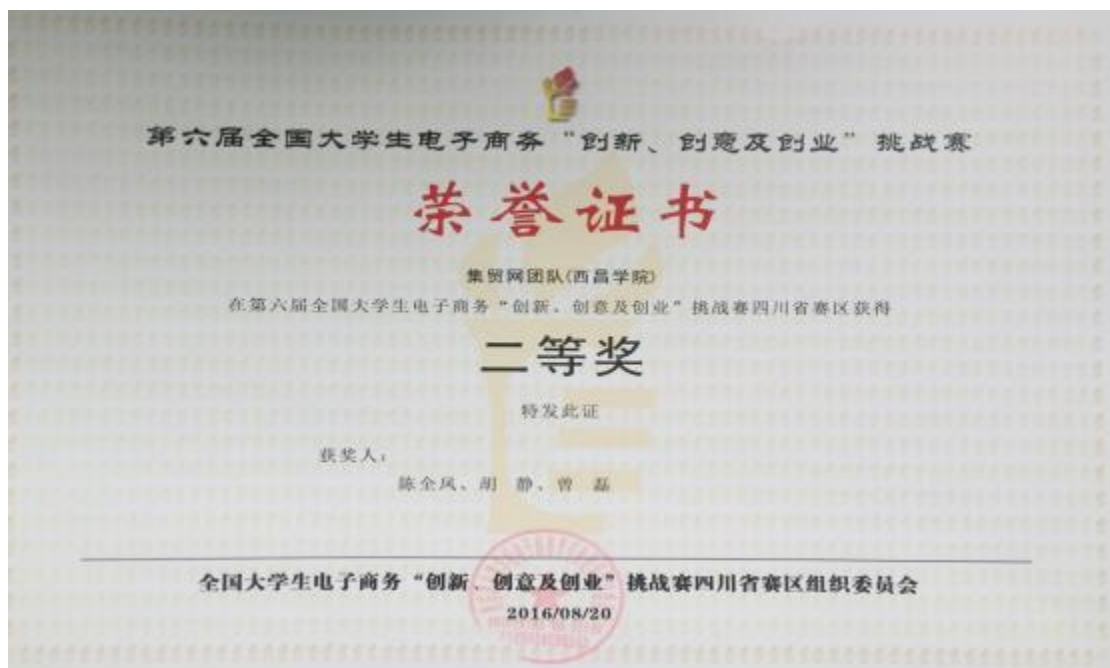 第六届全国大学生电子商务“创新、创意及创业”挑战赛
荣誉证书
集贸网团队(西昌学院)
在第六届全国大学生电子商务“创新、创意及创业”挑战赛四川省赛区获得
二等奖
特发此证
获奖人：
陈全凤、胡 静、曾 磊
全国大学生电子商务“创新、创意及创业”挑战赛四川省赛区组织委员会
2016/08/20